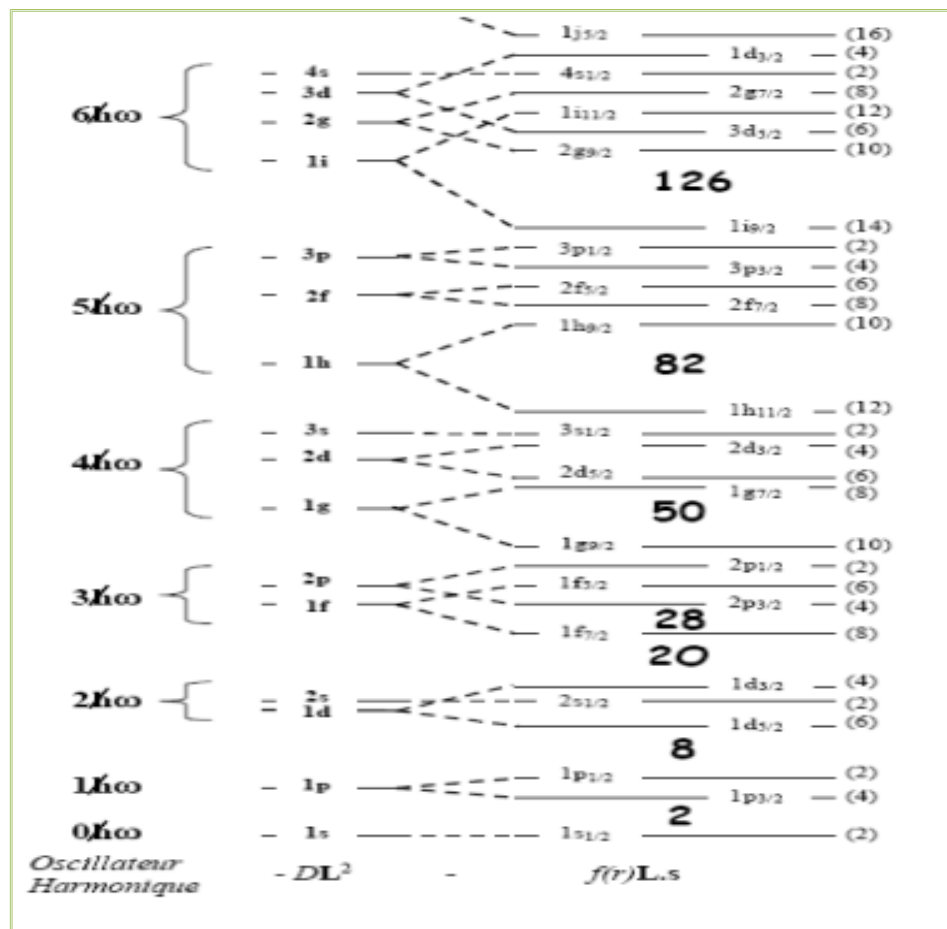 1j5/2 (16)
1d3/2 (4)
4s 4s1/2 (2)
3d 2g7/2 (8)
6ħω 1i11/2 (12)
2g 3d5/2 (6)
2g9/2 (10)
1i
126
1i9/2 (14)
3p 3p1/2 (2)
3p3/2 (4)
2f 2f5/2 (6)
5ħω 2f7/2 (8)
1h9/2 (10)
1h 82
1h11/2 (12)
3s 3s1/2 (2)
2d 2d3/2 (4)
4ħω 2d5/2 (6)
1g7/2 (8)
1g 50
1g9/2 (10)
2p 2p1/2 (2)
1f5/2 (6)
3ħω 1f 2p3/2 (4)
28
1f7/2 (8)
20
1d3/2 (4)
2ħω 2s 2s1/2 (2)
1d 1d5/2 (6)
8
1p1/2 (2)
1ħω 1p 1p3/2 (4)
2
0ħω 1s 1s1/2 (2)
Oscillateur
Harmonique - DL² - f(r)L.s